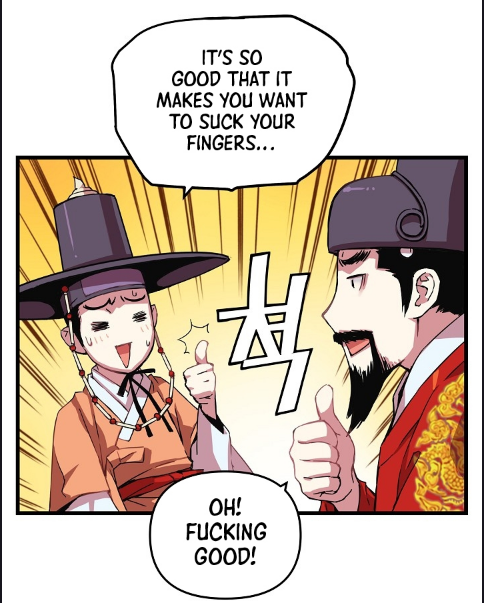 IT'S SO
GOOD THAT IT
MAKES YOU WANT
TO SUCK YOUR
FINGERS...
척
OH!
FUCKING
GOOD!